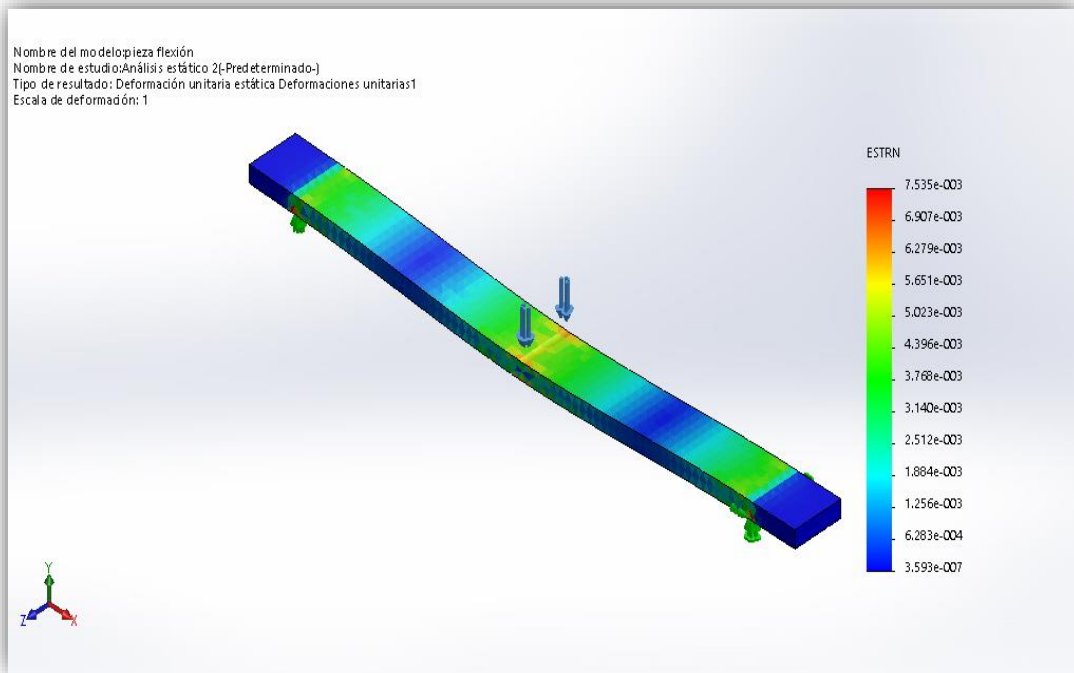 Nombre del modelo:pieza flexión
Nombre de estudio:Análisis estático 2(-Predeterminado-)
Tipo de resultado: Deformación unitaria estática Deformaciones unitarias1
Escala de deformación: 1
ESTRN
7.535e-003
6.907e-003
6.279e-003
5.651e-003
5.023e-003
4.396e-003
3.768e-003
3.140e-003
2.512e-003
1.884e-003
1.256e-003
6.283e-004
3.593e-007
Y
Z
X